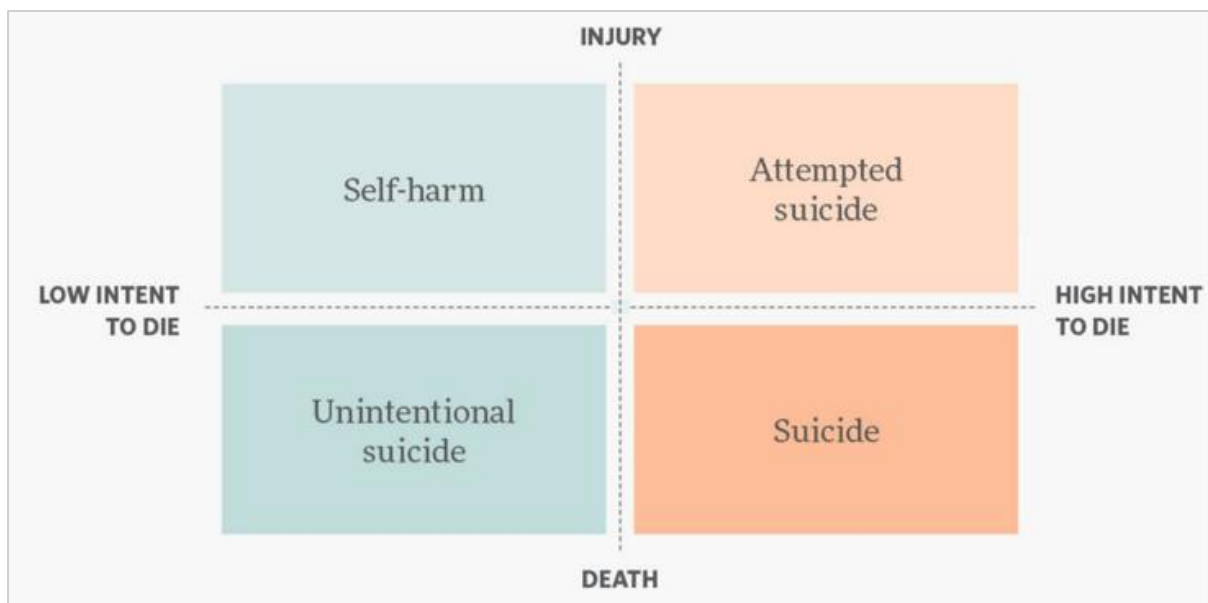 INJURY
Self-harm
Attempted
suicide
LOW INTENT
TO DIE
HIGH INTENT
TO DIE
Unintentional
suicide
Suicide
DEATH